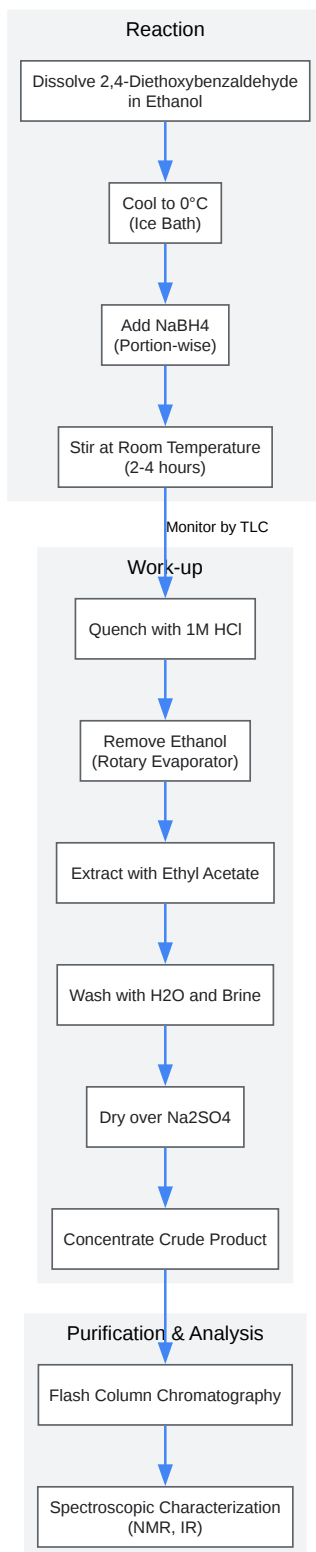 Reaction
Dissolve 2,4-Diethoxybenzaldehyde
in Ethanol
Cool to 0°C
(Ice Bath)
Add NaBH4
(Portion-wise)
Stir at Room Temperature
(2-4 hours)
Monitor by TLC
Work-up
Quench with 1M HCl
Remove Ethanol
(Rotary Evaporator)
Extract with Ethyl Acetate
Wash with H2O and Brine
Dry over Na2SO4
Concentrate Crude Product
Purification & Analysis
Flash Column Chromatography
Spectroscopic Characterization
(NMR, IR)